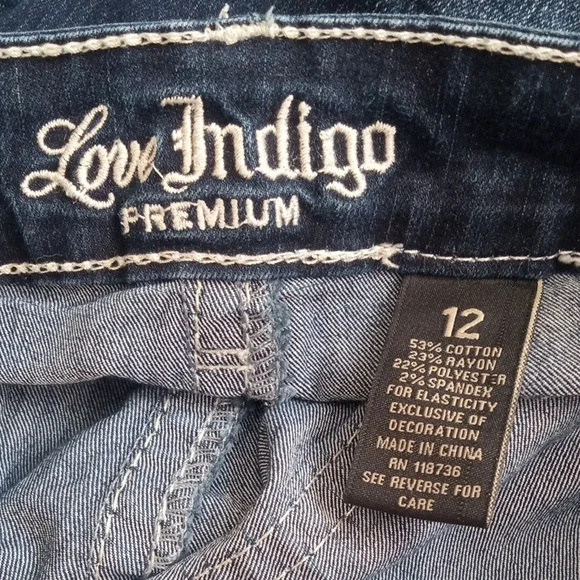 Love Indigo
PREMIUM
12
53% COTTON
23% RAYON
22% POLYESTER
2% SPANDEX
FOR ELASTICITY
EXCLUSIVE OF
DECORATION
MADE IN CHINA
RN 118736
SEE REVERSE FOR
CARE